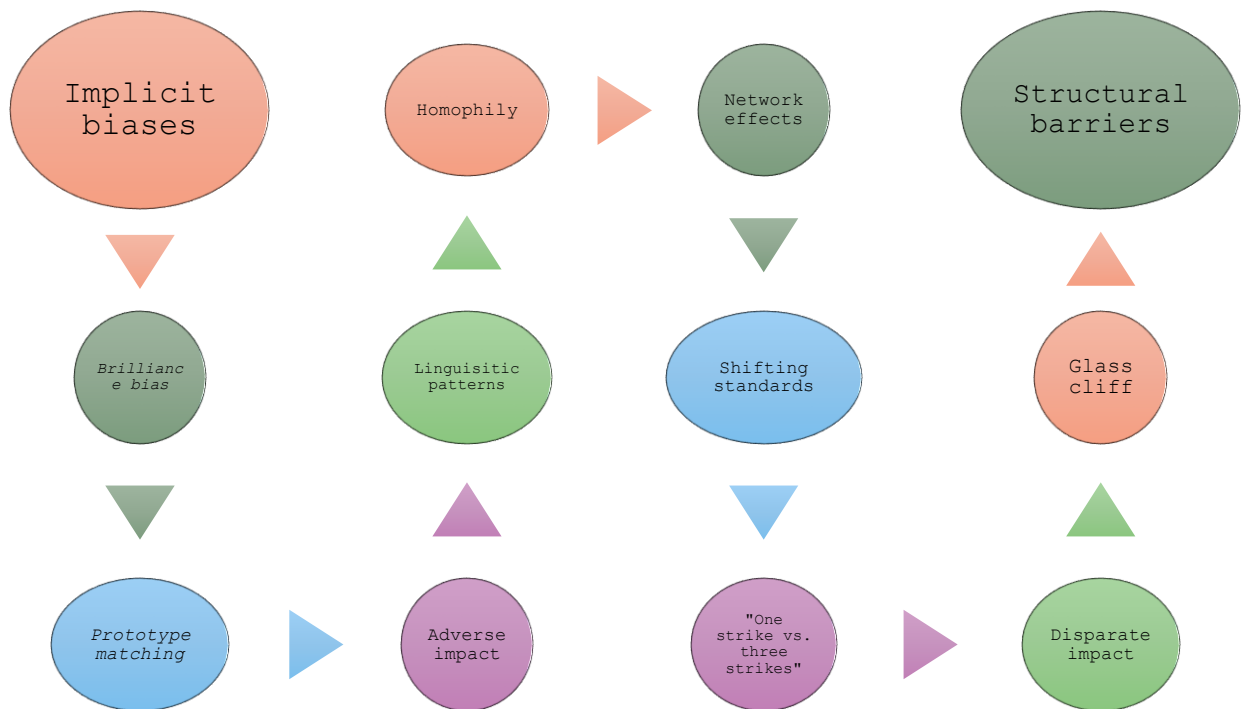 Implicit
biases
Brillianc
e bias
Prototype
matching
Adverse
impact
Linguisitic
patterns
Homophily
Network
effects
Shifting
standards
"One
strike vs.
three
strikes"
Disparate
impact
Glass
cliff
Structural
barriers